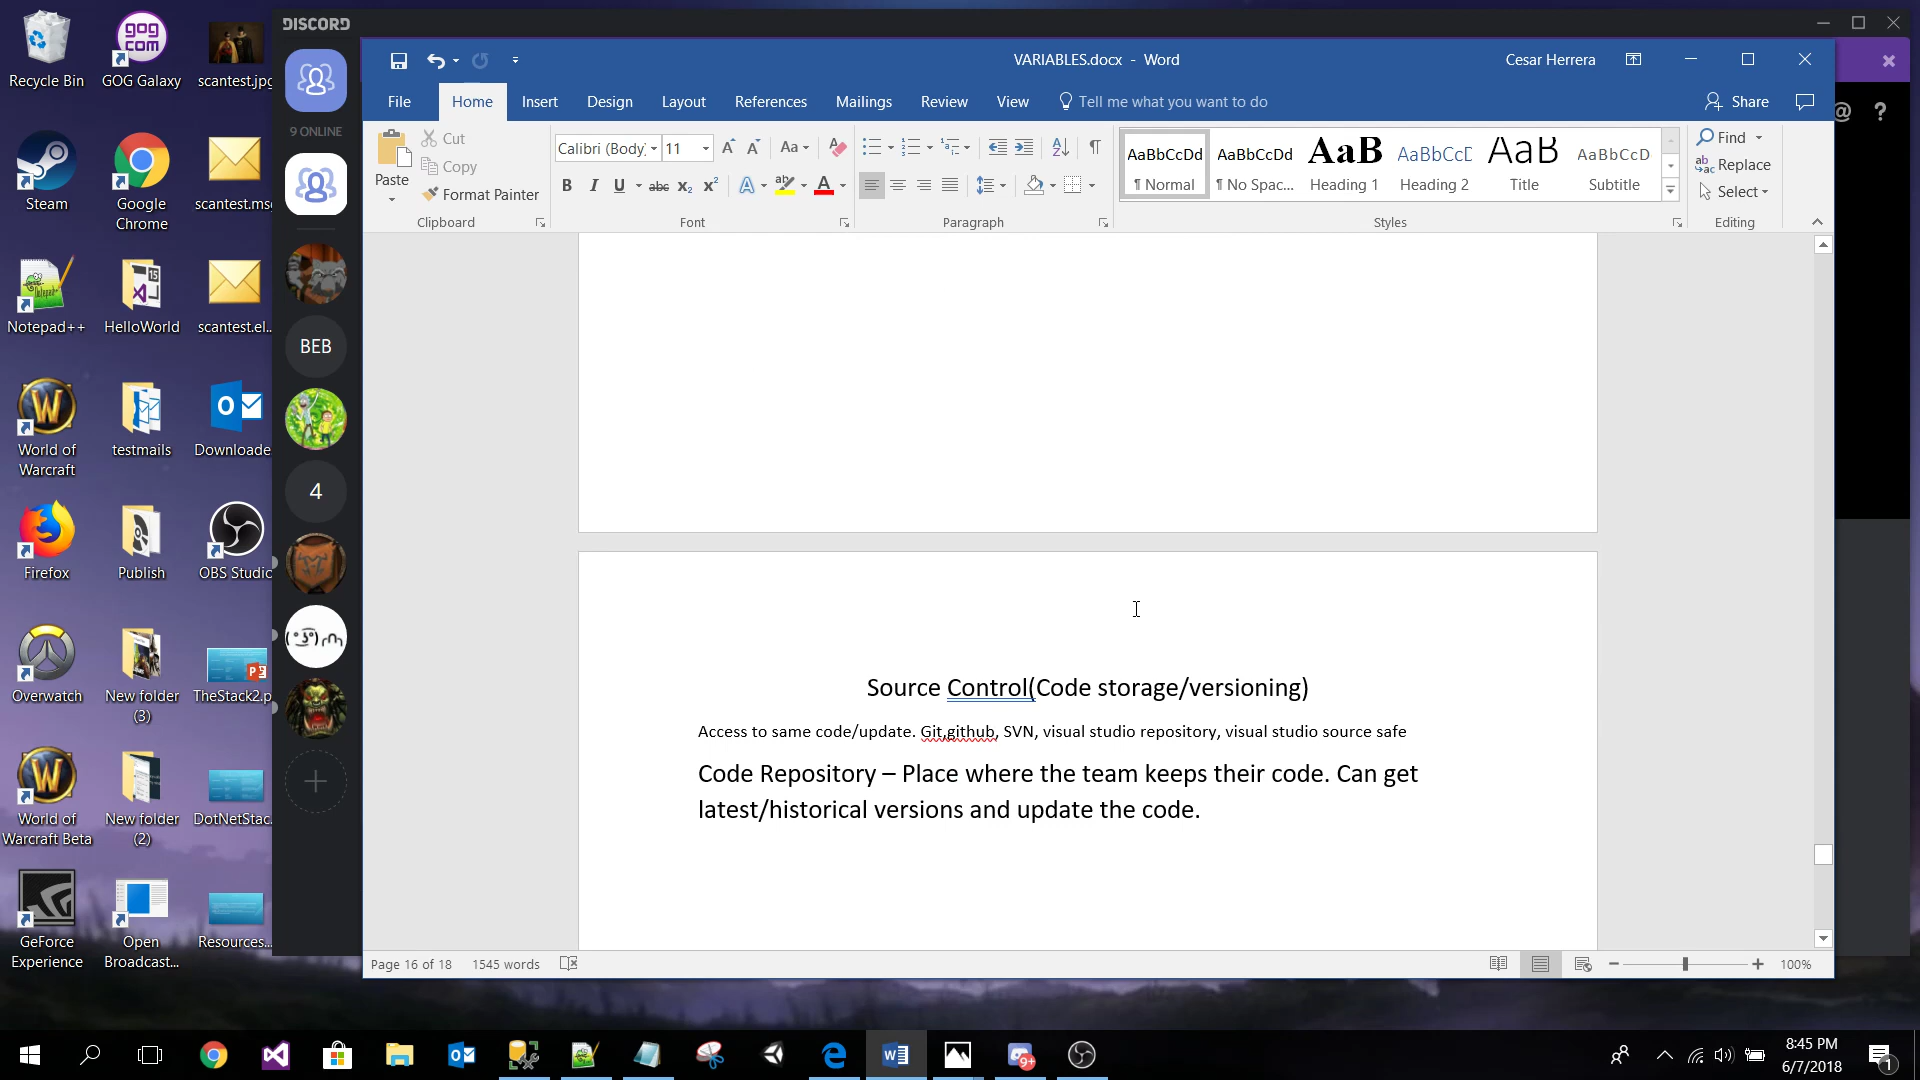 DISCORD
Recycle Bin
GOG Galaxy
scantest.jpg
Steam
Google
Chrome
scantest.ms
Notepad++
HelloWorld
scantest.el..
World of
Warcraft
testmails
Downloade
Firefox
Publish
OBS Studio
Overwatch
New folder
(3)
TheStack2.p
World of
Warcraft Beta
New folder
(2)
DotNetStac.
GeForce
Experience
Open
Broadcast...
Resources...
9 ONLINE
BEB
4
VARIABLES.docx - Word
Cesar Herrera
File Home Insert Design Layout References Mailings Review View Tell me what you want to do
Share
Paste
Cut
Copy
Format Painter
Clipboard
Calibri (Body) 11
Font
Paragraph
AaBbCcDd AaBbCcDd AaB AaBbCcD AaB AaBbCcD
¶ Normal ¶ No Spac... Heading 1 Heading 2 Title Subtitle
Styles
Find
Replace
Select
Editing
Source Control(Code storage/versioning)
Access to same code/update. Git,github, SVN, visual studio repository, visual studio source safe
Code Repository – Place where the team keeps their code. Can get
latest/historical versions and update the code.
Page 16 of 18 1545 words
100%
8:45 PM
6/7/2018